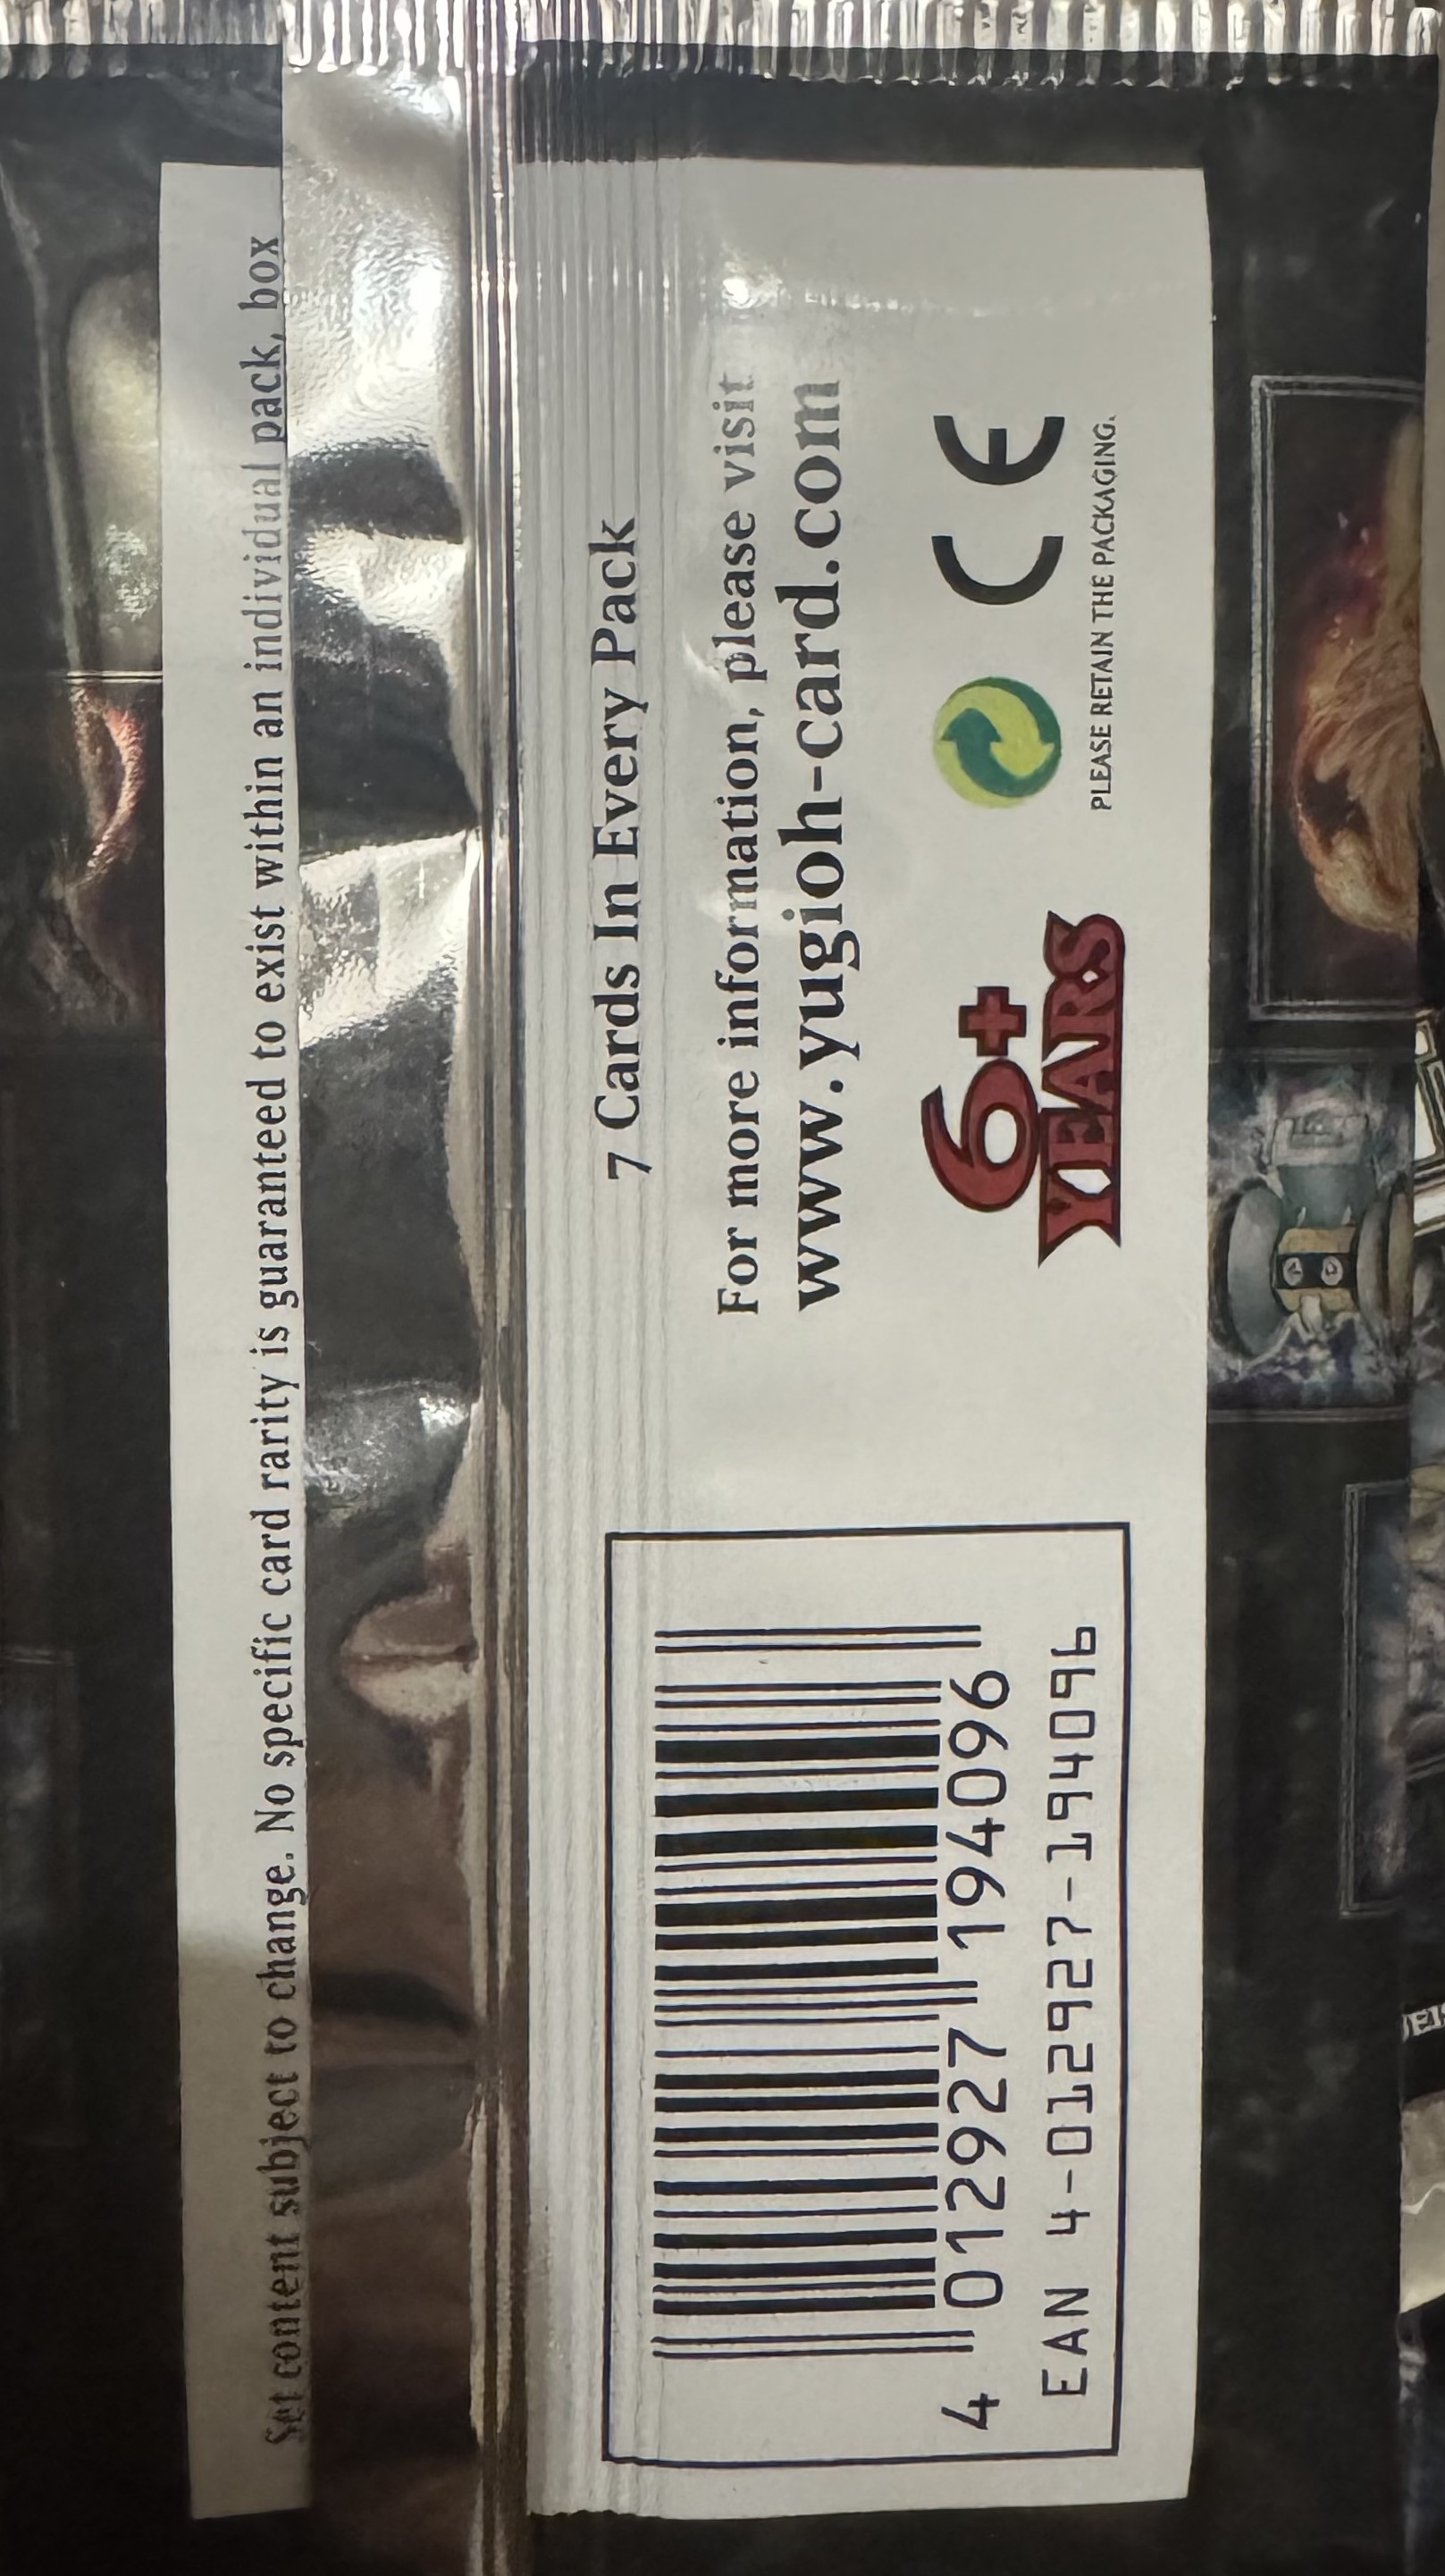 Set content subject to change. No specific card rarity is guaranteed to exist within an individual pack, box
7 Cards In Every Pack
For more information, please visit
www.yugioh-card.com
6+
YEARS
CE
PLEASE RETAIN THE PACKAGING.
4 012927 194096
EAN 4-012927-194096